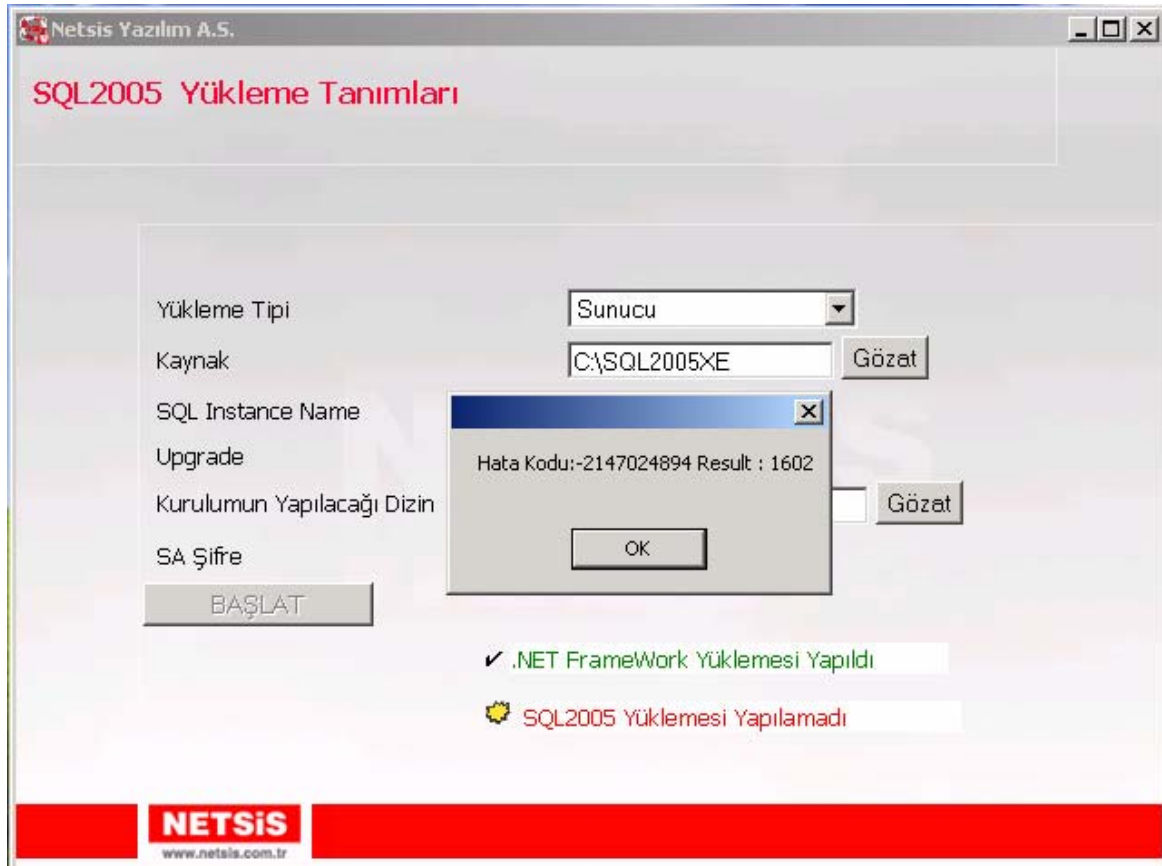 Netsis Yazılım A.S.
SQL2005 Yükleme Tanımları
Yükleme Tipi
Sunucu
Kaynak
C:\SQL2005XE
Gözat
SQL Instance Name
Upgrade
Hata Kodu:-2147024894 Result : 1602
Kurulumun Yapılacağı Dizin
Gözat
OK
SA Şifre
BAŞLAT
.NET FrameWork Yüklemesi Yapıldı
SQL2005 Yüklemesi Yapılamadı
NETSiS
www.netsis.com.tr